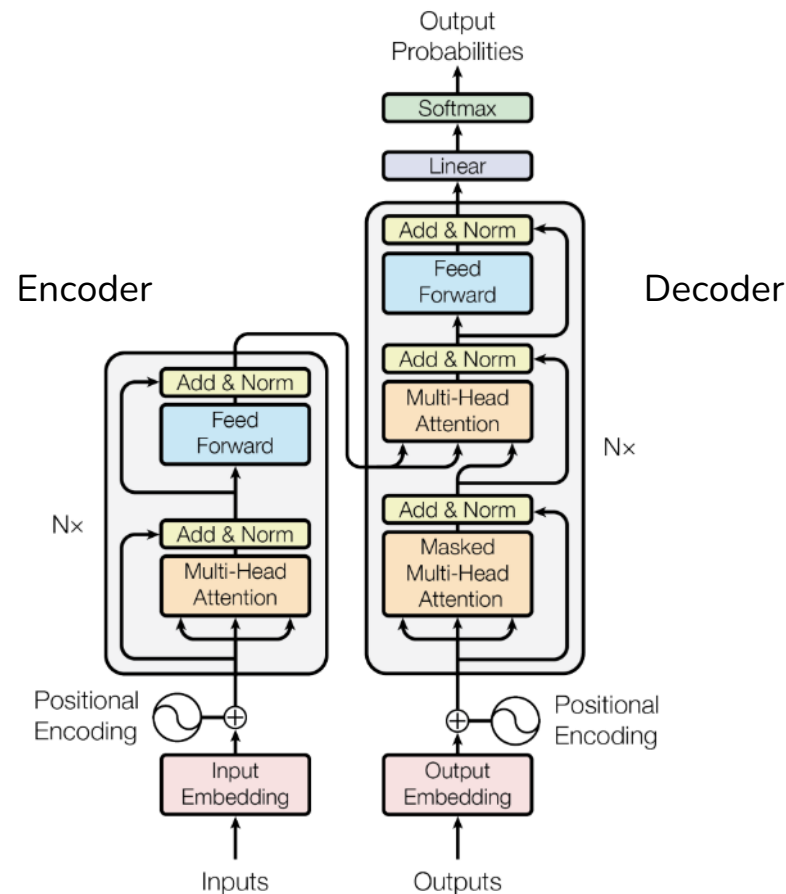 Output
Probabilities
Softmax
Linear
Add & Norm
Feed
Forward
Add & Norm
Multi-Head
Attention
Add & Norm
Masked
Multi-Head
Attention
Nx
Decoder
Encoder
Add & Norm
Feed
Forward
Add & Norm
Multi-Head
Attention
N×
Positional
Encoding
Positional
Encoding
Input
Embedding
Output
Embedding
Inputs
Outputs